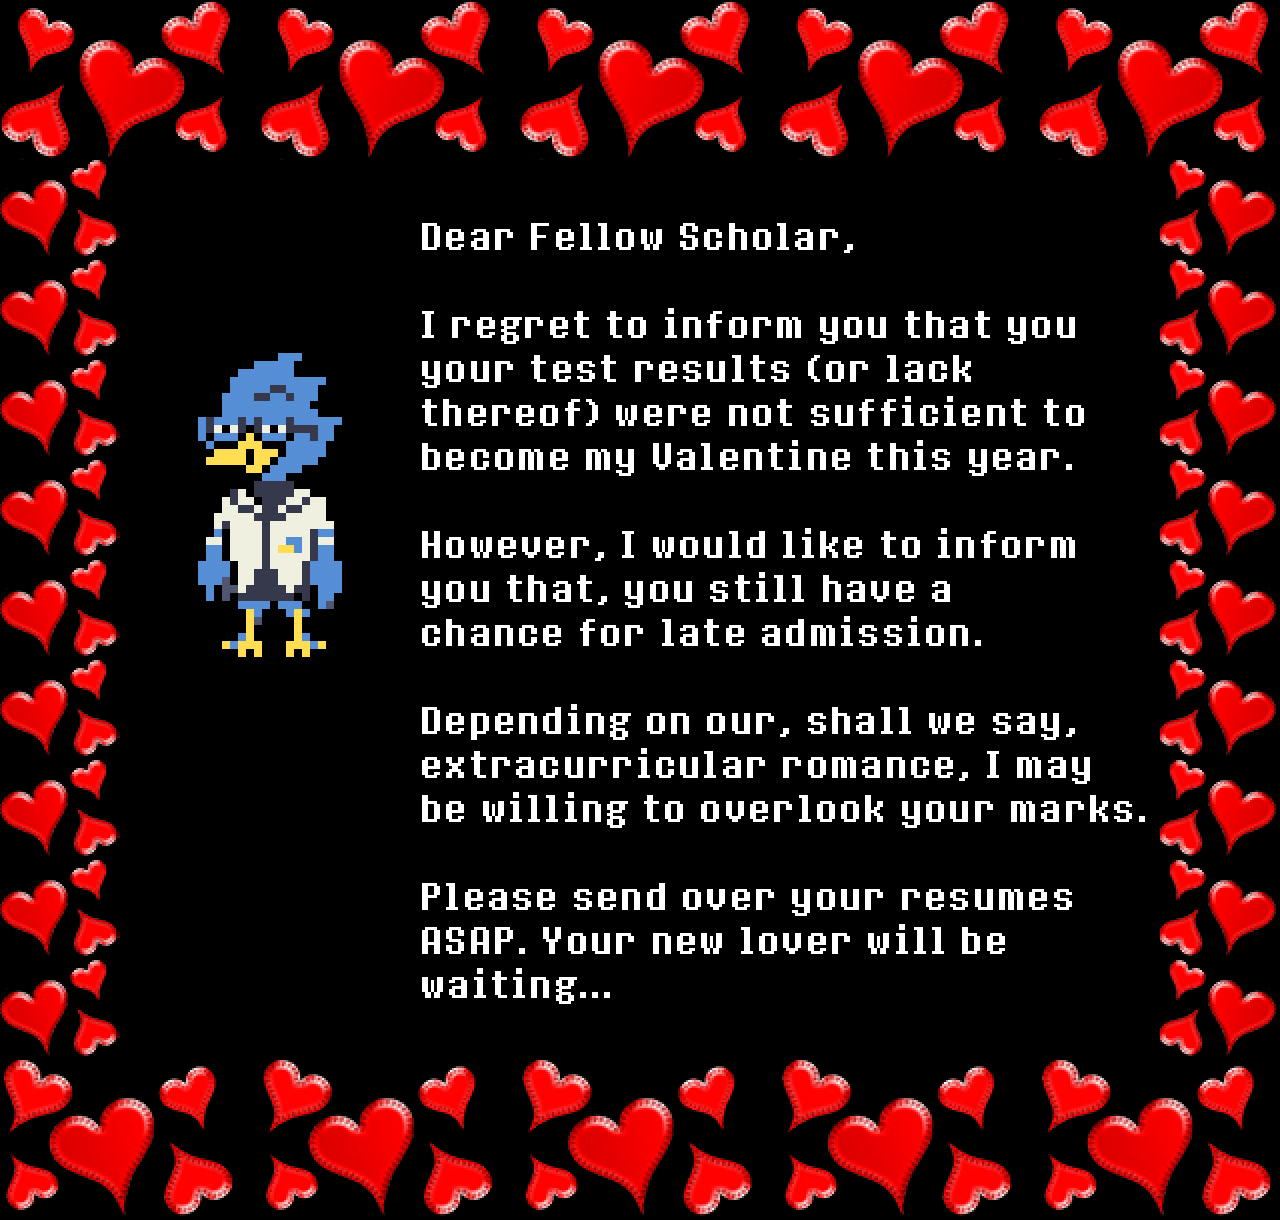 Dear Fellow Scholar,
I regret to inform you that you
your test results (or lack
thereof) were not sufficient to
become my Valentine this year.
However, I would like to inform
you that, you still have a
chance for late admission.
Depending on our, shall we say,
extracurricular romance, I may
be willing to overlook your marks.
Please send over your resumes
ASAP. Your new lover will be
waiting...